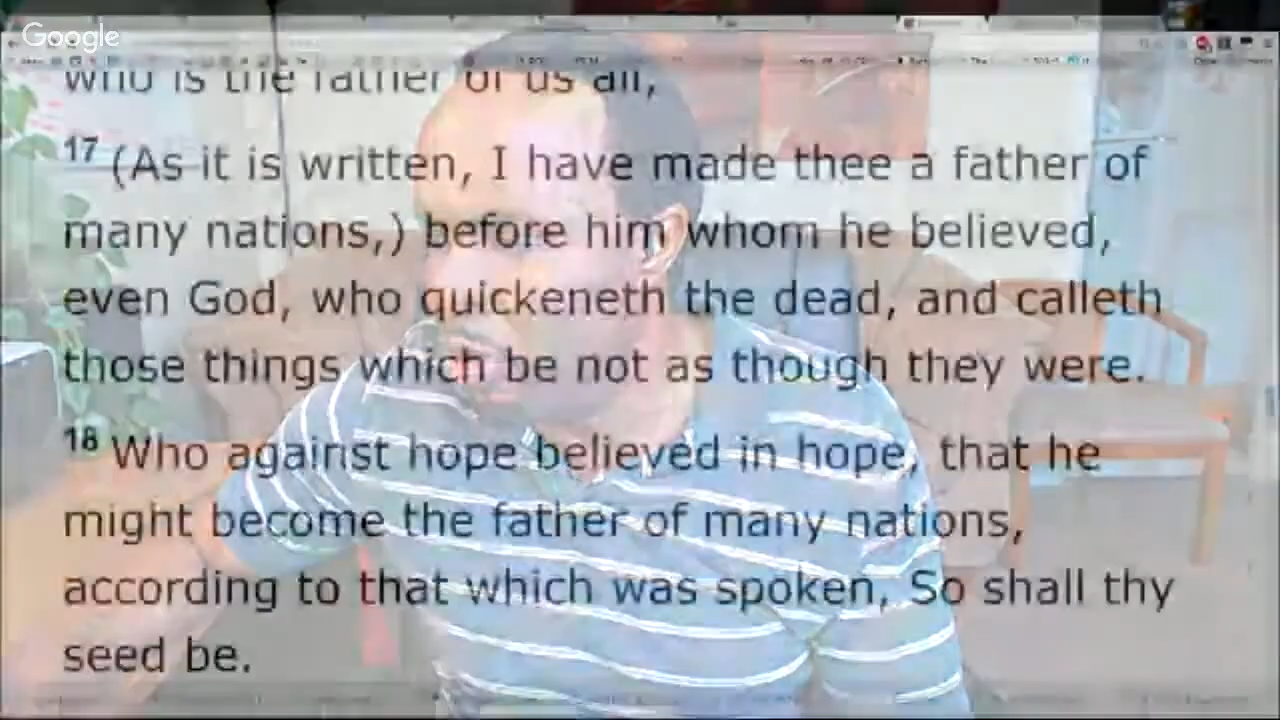 Google
who is the father of us all,
17 (As it is written, I have made thee a father of
many nations,) before him whom he believed,
even God, who quickeneth the dead, and calleth
those things which be not as though they were.
18 Who against hope believed in hope, that he
might become the father of many nations,
according to that which was spoken, So shall thy
seed be.